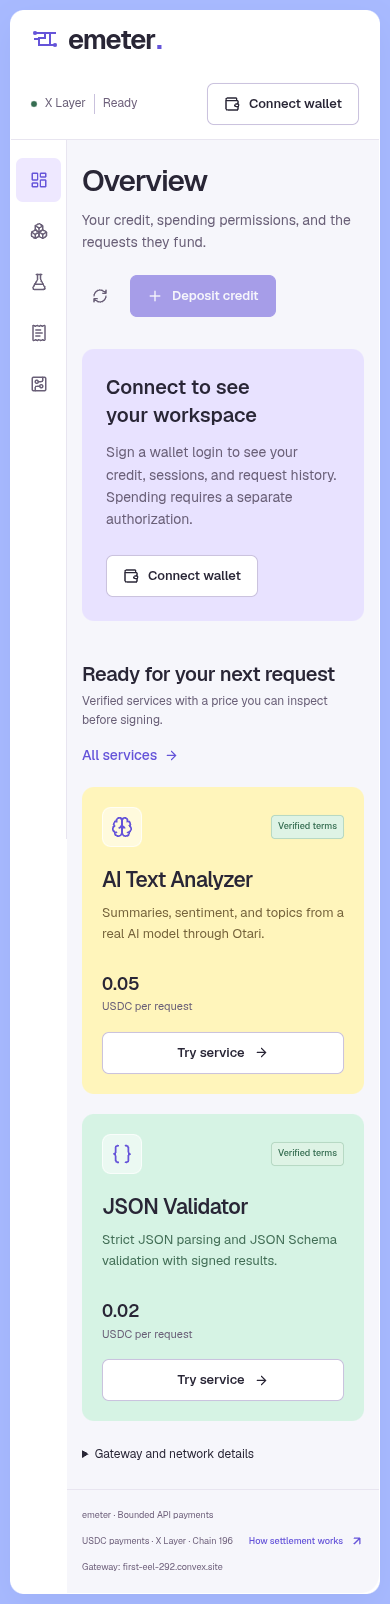 emeter.
X Layer Ready
Connect wallet
Overview
Your credit, spending permissions, and the
requests they fund.
Deposit credit
Connect to see
your workspace
Sign a wallet login to see your
credit, sessions, and request history.
Spending requires a separate
authorization.
Connect wallet
Ready for your next request
Verified services with a price you can inspect
before signing.
All services
Verified terms
AI Text Analyzer
Summaries, sentiment, and topics from a
real AI model through Otari.
0.05
USDC per request
Try service
Verified terms
JSON Validator
Strict JSON parsing and JSON Schema
validation with signed results.
0.02
USDC per request
Try service
Gateway and network details
emeter · Bounded API payments
USDC payments · X Layer · Chain 196 How settlement works
Gateway: first-eel-292.convex.site